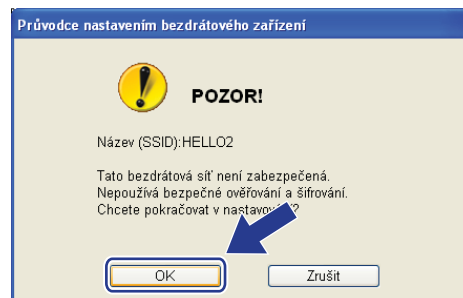 Průvodce nastavením bezdrátového zařízení
POZOR!
Název (SSID):HELLO2
Tato bezdrátová síť není zabezpečená.
Nepoužívá bezpečné ověřování a šifrování.
Chcete pokračovat v
OK
Zrušit